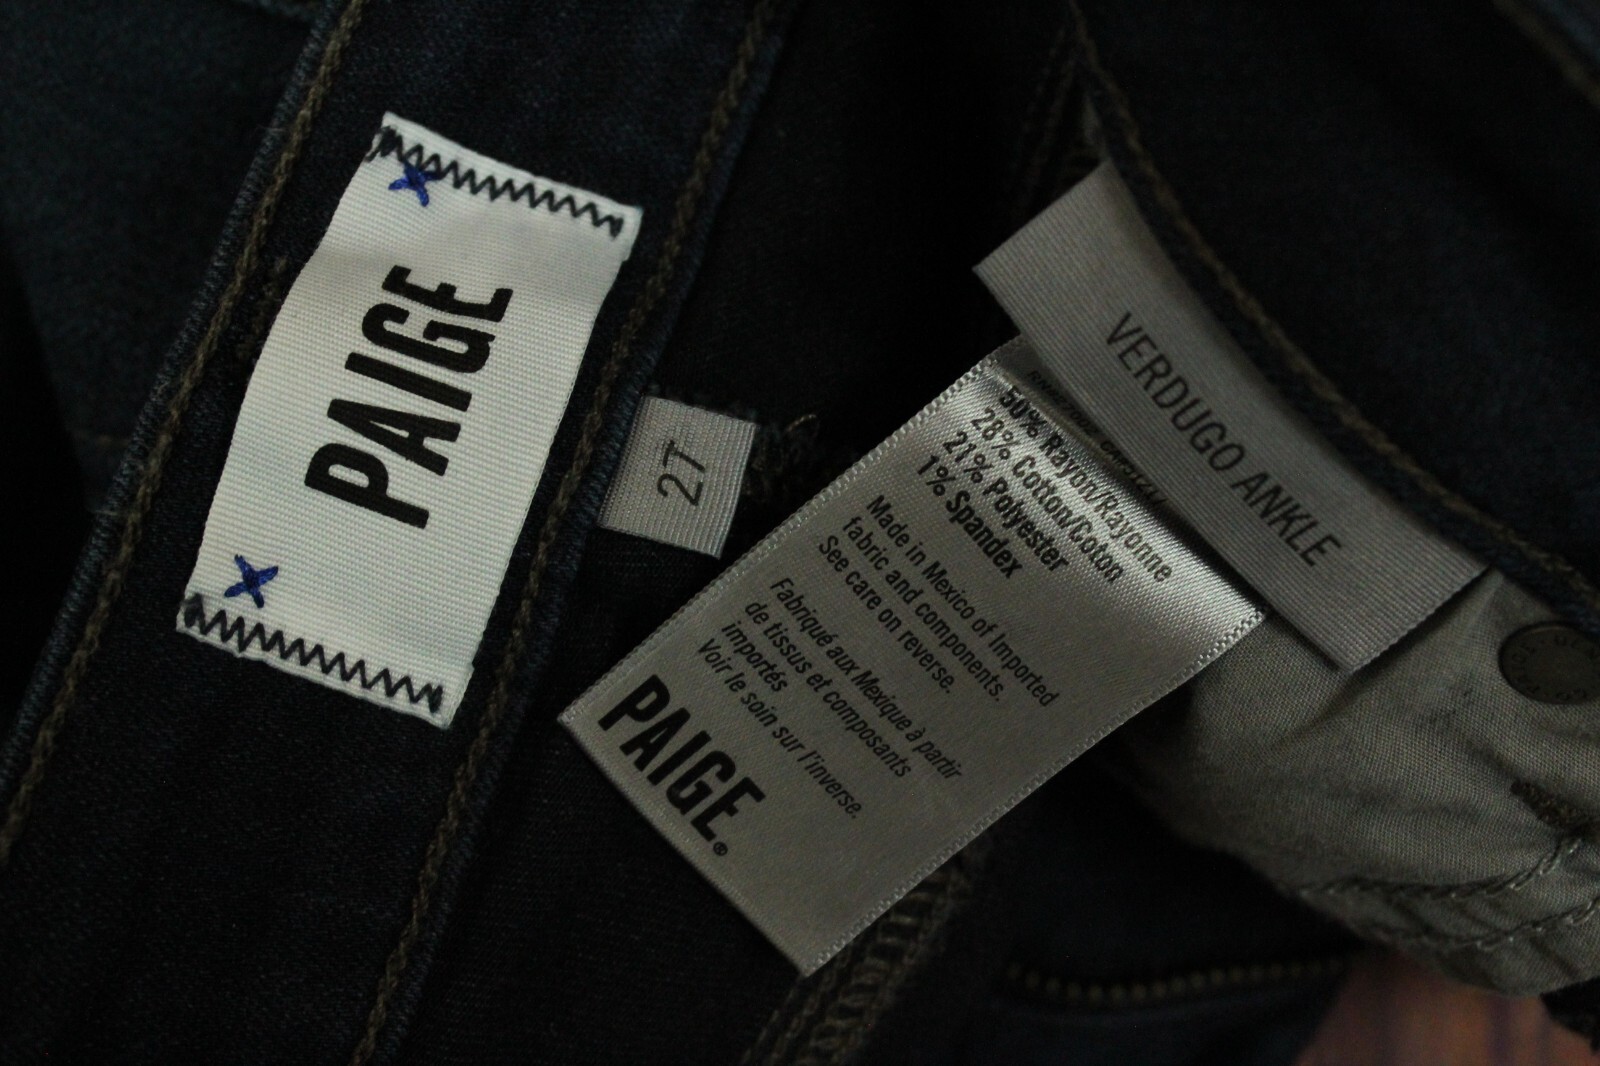 PAIGE
27
VERDUGO ANKLE
50% Rayon/Rayonne
28% Cotton/Coton
21% Polyester
1% Spandex
Made in Mexico of Imported
fabric and components.
See care on reverse.
Fabriqué aux Mexique à partir
de tissus et composants
importés
Voir le soin sur l'inverse.
PAIGE®